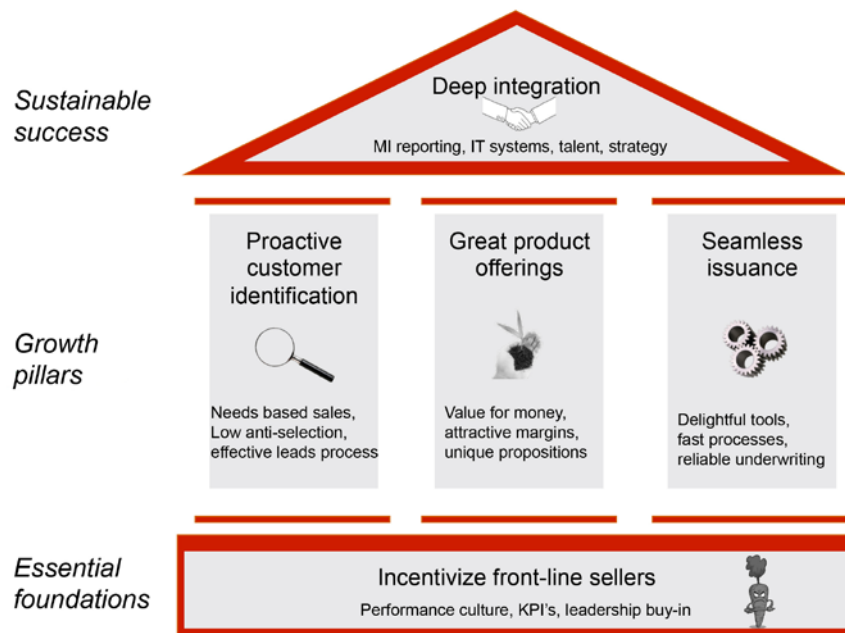 Sustainable
success
Deep integration
MI reporting, IT systems, talent, strategy
Growth
pillars
Proactive
customer
identification
Needs based sales,
Low anti-selection,
effective leads process
Great product
offerings
Value for money,
attractive margins,
unique propositions
Seamless
issuance
Delightful tools,
fast processes,
reliable underwriting
Essential
foundations
Incentivize front-line sellers
Performance culture, KPI's, leadership buy-in